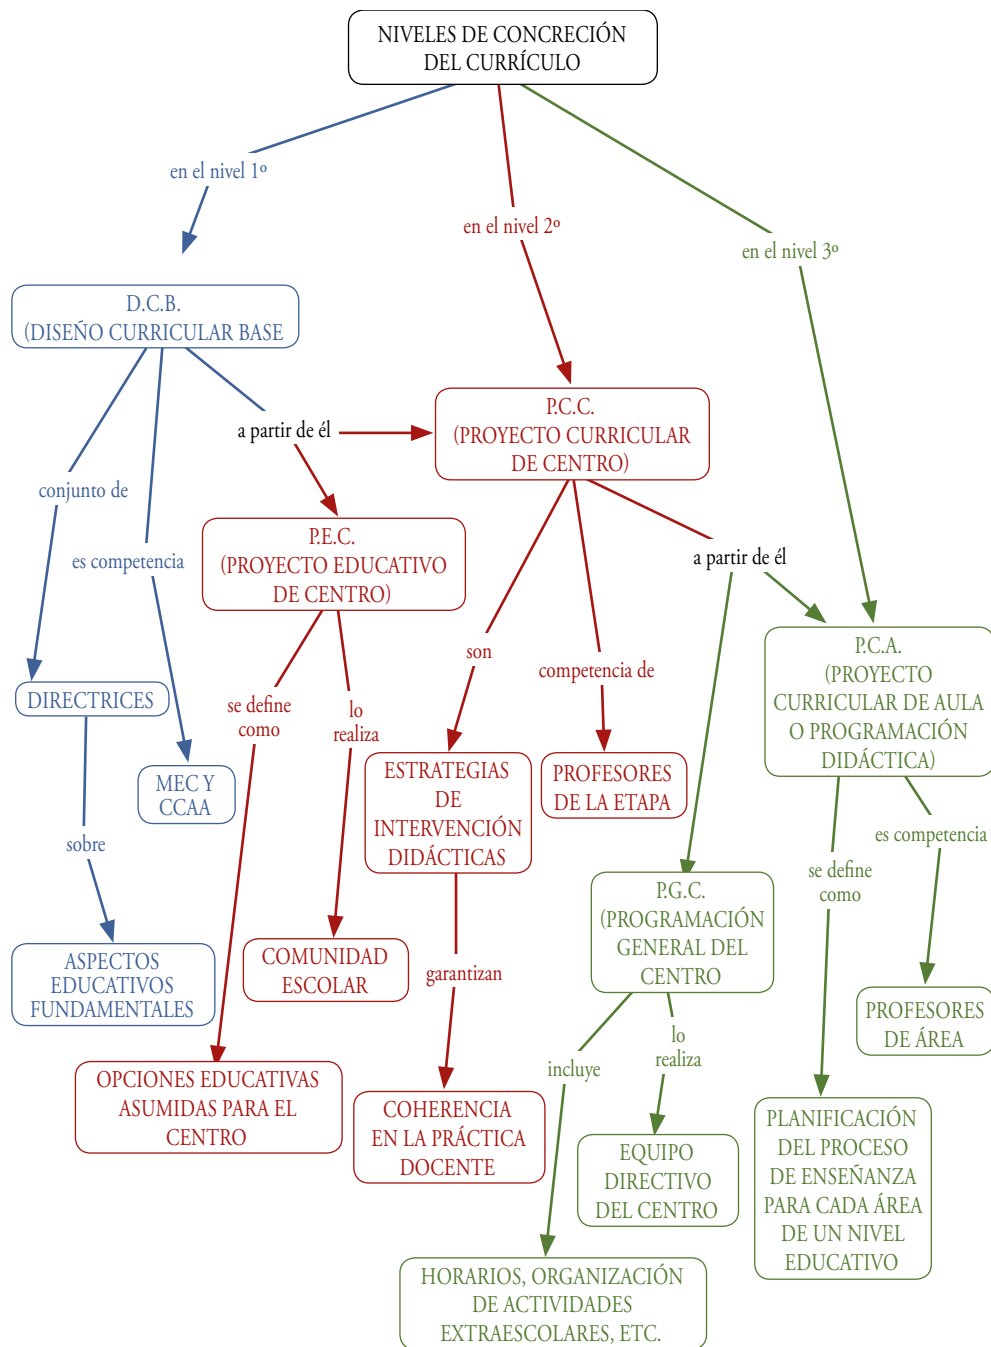 NIVELES DE CONCRECIÓN
DEL CURRÍCULO
en el nivel 1º
en el nivel 2º
en el nivel 3º
D.C.B.
(DISEÑO CURRICULAR BASE
P.C.C.
(PROYECTO CURRICULAR
DE CENTRO)
a partir de él
conjunto de
es competencia
P.E.C.
(PROYECTO EDUCATIVO
DE CENTRO)
a partir de él
son
competencia de
P.C.A.
(PROYECTO
CURRICULAR DE AULA
O PROGRAMACIÓN
DIDÁCTICA)
DIRECTRICES
se define
como
lo
realiza
MEC Y
CCAA
ESTRATEGIAS
DE
INTERVENCIÓN
DIDÁCTICAS
PROFESORES
DE LA ETAPA
sobre
es competencia
se define
como
P.G.C.
(PROGRAMACIÓN
GENERAL DEL
CENTRO
ASPECTOS
EDUCATIVOS
FUNDAMENTALES
COMUNIDAD
ESCOLAR
garantizan
PROFESORES
DE ÁREA
incluye
lo
realiza
OPCIONES EDUCATIVAS
ASUMIDAS PARA EL
CENTRO
COHERENCIA
EN LA PRÁCTICA
DOCENTE
EQUIPO
DIRECTIVO
DEL CENTRO
PLANIFICACIÓN
DEL PROCESO
DE ENSEÑANZA
PARA CADA ÁREA
DE UN NIVEL
EDUCATIVO
HORARIOS, ORGANIZACIÓN
DE ACTIVIDADES
EXTRAESCOLARES, ETC.